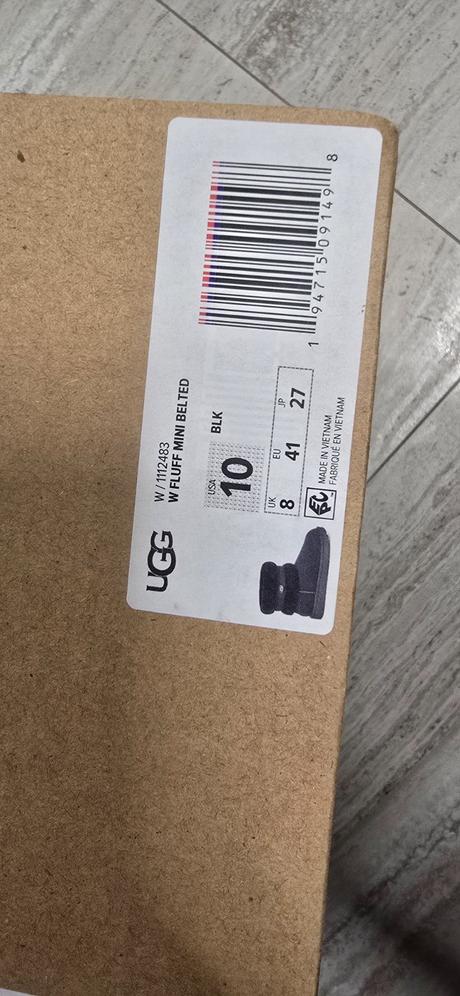 UGG
W / 1112483
W FLUFF MINI BELTED
USA
10
BLK
UK
8
EU
41
JP
27
MADE IN VIETNAM
FABRIQUÉ EN VIETNAM
1 94715 09149 8